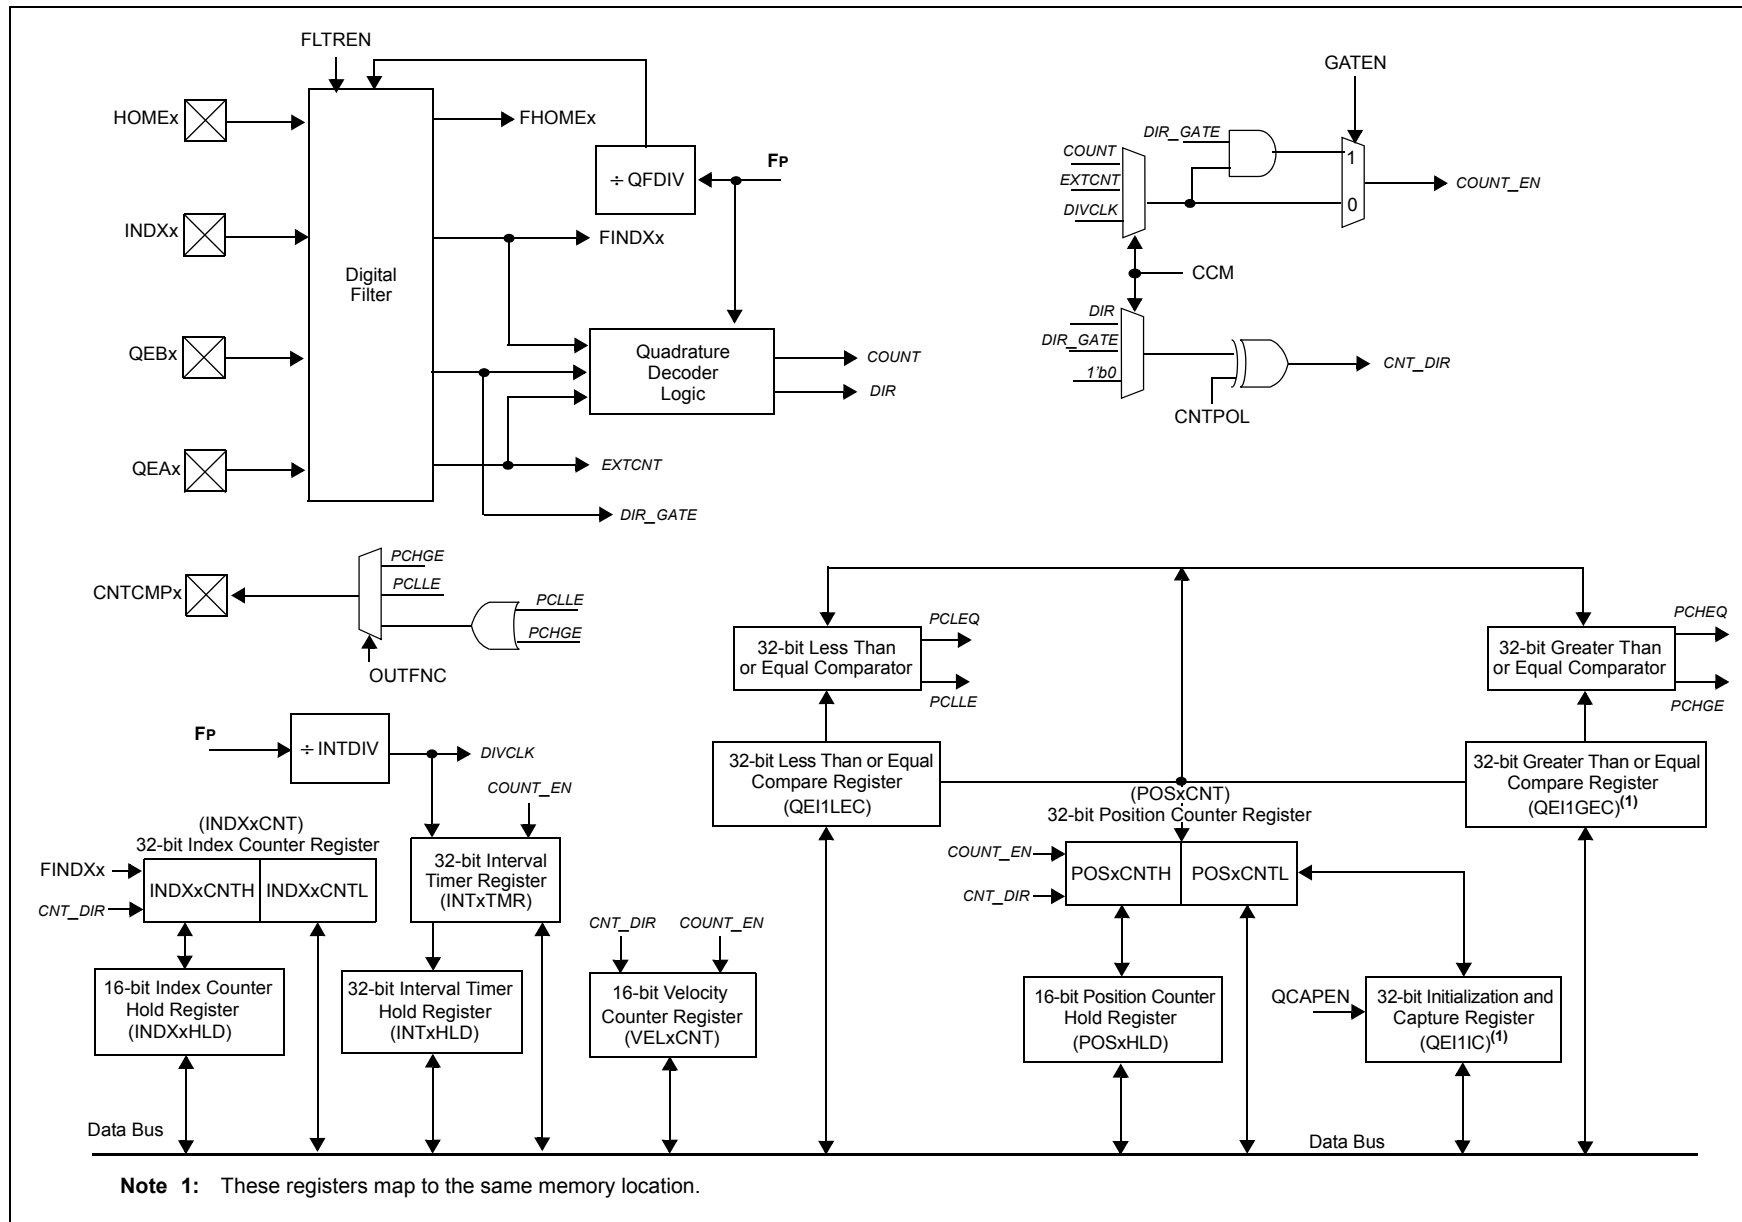 FLTREN
GATEN
HOMEx
FHOMEx
DIR_GATE
COUNT
EXTCNT
DIVCLK
1
0
COUNT_EN
÷ QFDIV
FP
INDXx
FINDXx
Digital
Filter
CCM
QEBx
Quadrature
Decoder
Logic
COUNT
DIR
DIR
DIR_GATE
1'b0
CNT_DIR
CNTPOL
QEAx
EXTCNT
DIR_GATE
CNTCMPx
PCHGE
PCLLE
PCLLE
PCHGE
OUTFNC
32-bit Less Than
or Equal Comparator
PCLEQ
PCLLE
32-bit Greater Than
or Equal Comparator
PCHEQ
PCHGE
FP
÷ INTDIV
DIVCLK
COUNT_EN
32-bit Less Than or Equal
Compare Register
(QEI1LEC)
32-bit Greater Than or Equal
Compare Register
(QEI1GEC)(1)
(POSxCNT)
32-bit Position Counter Register
(INDXxCNT)
32-bit Index Counter Register
FINDXx
CNT_DIR
INDXxCNTH
INDXxCNTL
32-bit Interval
Timer Register
(INTxTMR)
COUNT_EN
CNT_DIR
POSxCNTH
POSxCNTL
CNT_DIR
COUNT_EN
16-bit Index Counter
Hold Register
(INDXxHLD)
32-bit Interval Timer
Hold Register
(INTxHLD)
16-bit Velocity
Counter Register
(VELxCNT)
16-bit Position Counter
Hold Register
(POSxHLD)
QCAPEN
32-bit Initialization and
Capture Register
(QEI1IC)(1)
Data Bus
Data Bus
Note 1: These registers map to the same memory location.